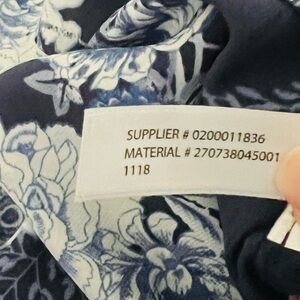 SUPPLIER # 0200011836
MATERIAL # 270738045001
1118